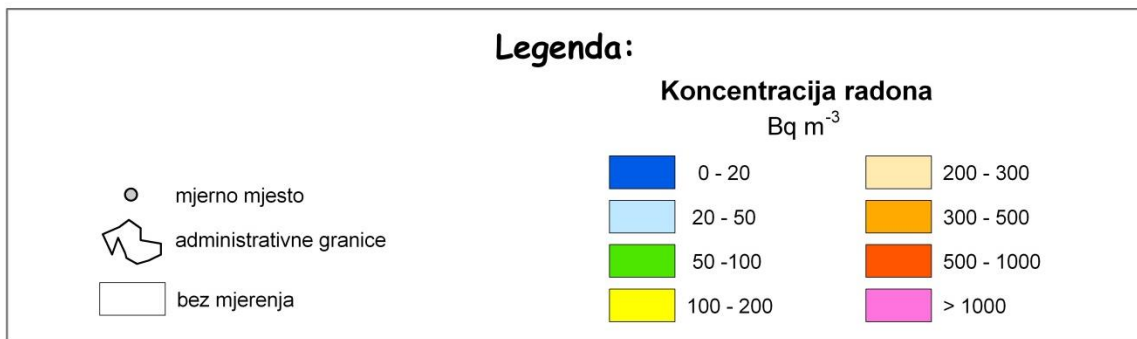 Legenda:
Koncentracija radona
Bq m⁻³
mjerno mjesto
administrativne granice
bez mjerenja
0 - 20
20 - 50
50 -100
100 - 200
200 - 300
300 - 500
500 - 1000
> 1000